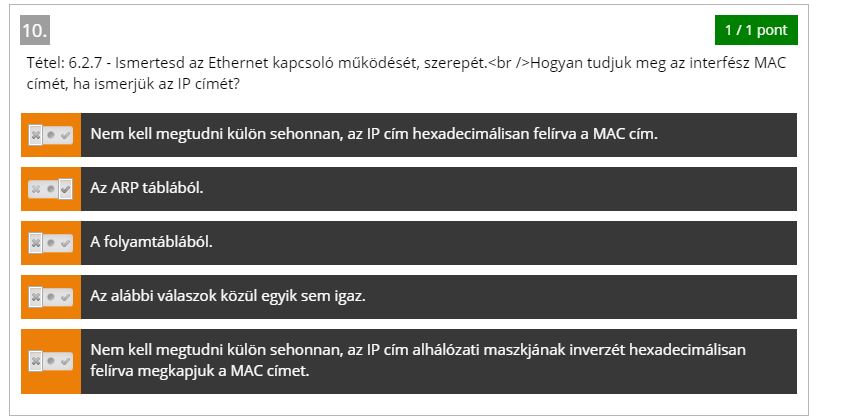 10.
1 / 1 pont
Tétel: 6.2.7 - Ismertesd az Ethernet kapcsoló működését, szerepét.<br />Hogyan tudjuk meg az interfész MAC
címét, ha ismerjük az IP címét?
Nem kell megtudni külön sehonnan, az IP cím hexadecimálisan felírva a MAC cím.
Az ARP táblából.
A folyamtáblából.
Az alábbi válaszok közül egyik sem igaz.
Nem kell megtudni külön sehonnan, az IP cím alhálózati maszkjának inverzét hexadecimálisan
felírva megkapjuk a MAC címet.